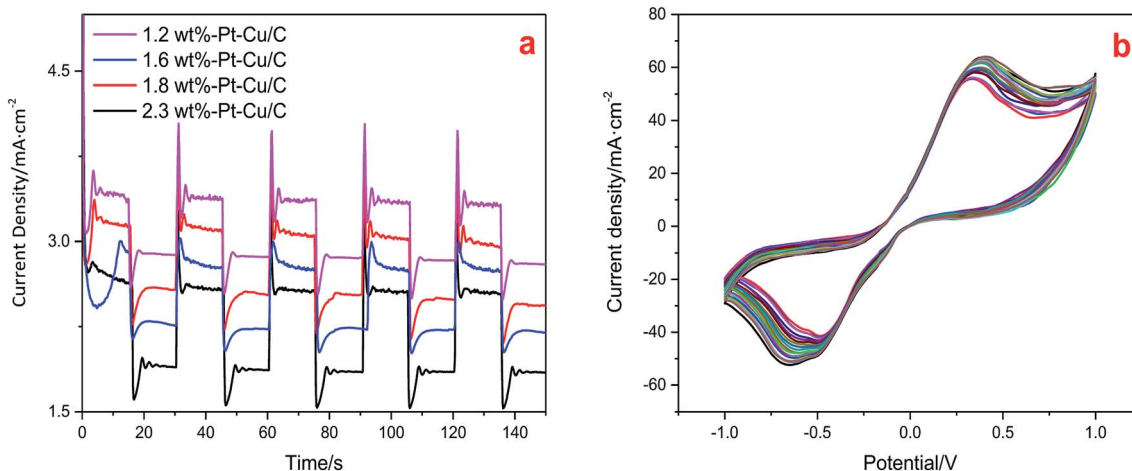 a
1.2 wt%-Pt-Cu/C
1.6 wt%-Pt-Cu/C
1.8 wt%-Pt-Cu/C
2.3 wt%-Pt-Cu/C
Current Density/mA·cm⁻²
4.5
3.0
1.5
0 20 40 60 80 100 120 140
Time/s
b
Current density/mA·cm⁻²
80
60
40
20
0
-20
-40
-60
-1.0 -0.5 0.0 0.5 1.0
Potential/V